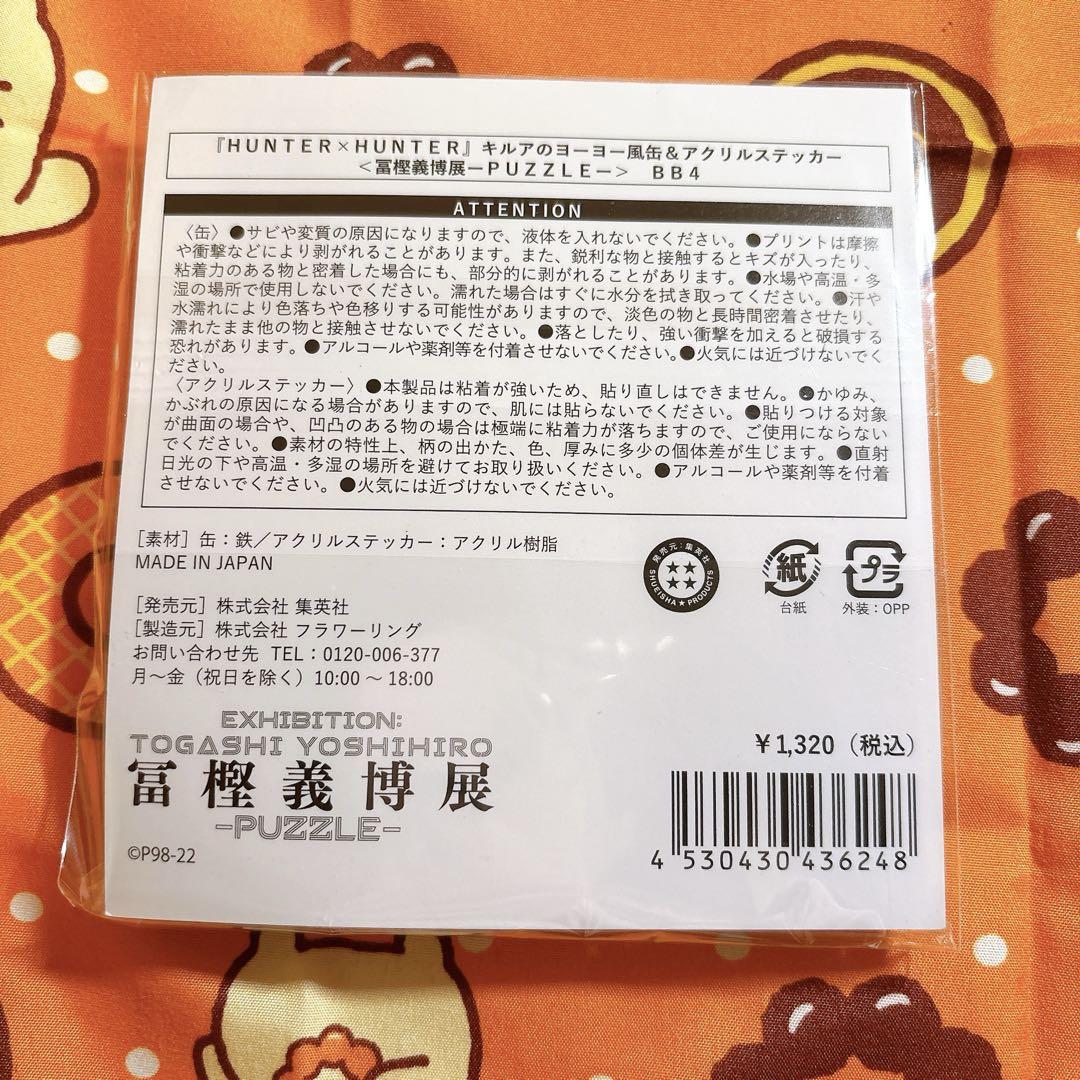 『HUNTER×HUNTER』キルアのヨーヨー風缶＆アクリルステッカー
＜冨樫義博展ーPUZZLEー＞ BB4
ATTENTION
〈缶〉●サビや変質の原因になりますので、液体を入れないでください。●プリントは摩擦
や衝撃などにより剥がれることがあります。また、鋭利な物と接触するとキズが入ったり、
粘着力のある物と密着した場合にも、部分的に剥がれることがあります。●水場や高温・多
湿の場所で使用しないでください。濡れた場合はすぐに水分を拭き取ってください。●汗や
水濡れにより色落ちや色移りする可能性がありますので、淡色の物と長時間密着させたり、
濡れたまま他の物と接触させないでください。●落としたり、強い衝撃を加えると破損する
恐れがあります。●アルコールや薬剤等を付着させないでください。●火気には近づけないでく
ださい。
〈アクリルステッカー〉●本製品は粘着が強いため、貼り直しはできません。●かゆみ、
かぶれの原因になる場合がありますので、肌には貼らないでください。●貼りつける対象
が曲面の場合や、凹凸のある物の場合は極端に粘着力が落ちますので、ご使用にならない
でください。●素材の特性上、柄の出かた、色、厚みに多少の個体差が生じます。●直射
日光の下や高温・多湿の場所を避けてお取り扱いください。●アルコールや薬剤等を付着
させないでください。●火気には近づけないでください。
［素材］缶：鉄／アクリルステッカー：アクリル樹脂
MADE IN JAPAN
発売元：集英社
SHUEISHA★PRODUCTS
紙
台紙
プラ
外装：OPP
［発売元］株式会社 集英社
［製造元］株式会社 フラワーリング
お問い合わせ先 TEL：0120-006-377
月～金（祝日を除く）10:00～18:00
EXHIBITION:
TOGASHI YOSHIHIRO
冨樫義博展
-PUZZLE-
©P98-22
￥1,320（税込）
4 530430 436248